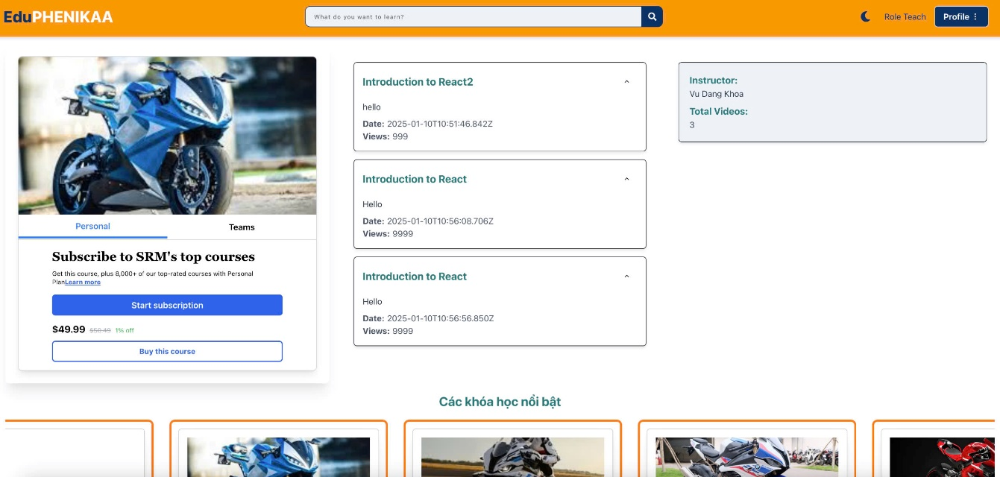 EduPHENIKAA
What do you want to learn?
Role Teach
Profile
Personal
Teams
Subscribe to SRM's top courses
Get this course, plus 8,000+ of our top-rated courses with Personal
PlanLearn more
Start subscription
$49.99 $50.49 1% off
Buy this course
Introduction to React2
hello
Date: 2025-01-10T10:51:46.842Z
Views: 999
Introduction to React
Hello
Date: 2025-01-10T10:56:08.706Z
Views: 9999
Introduction to React
Hello
Date: 2025-01-10T10:56:56.850Z
Views: 9999
Instructor:
Vu Dang Khoa
Total Videos:
3
Các khóa học nổi bật